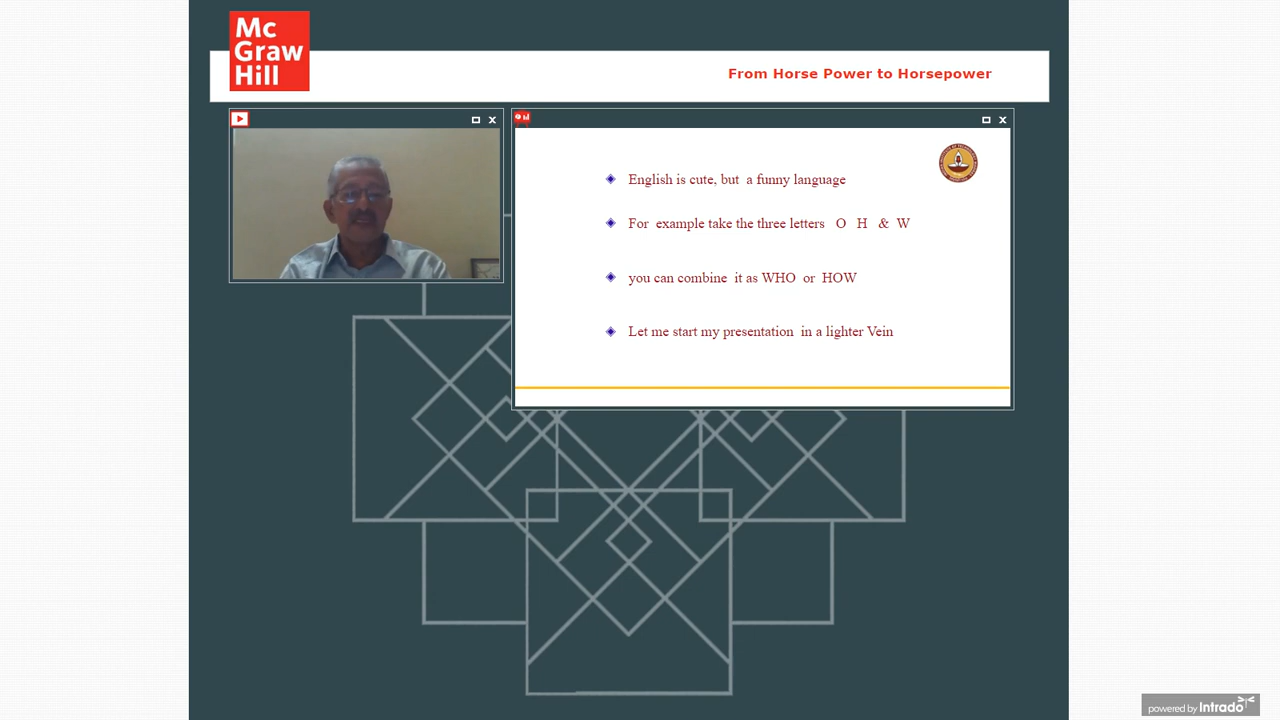 Mc
Graw
Hill
From Horse Power to Horsepower
English is cute, but a funny language
For example take the three letters O H & W
you can combine it as WHO or HOW
Let me start my presentation in a lighter Vein
powered by Intrado